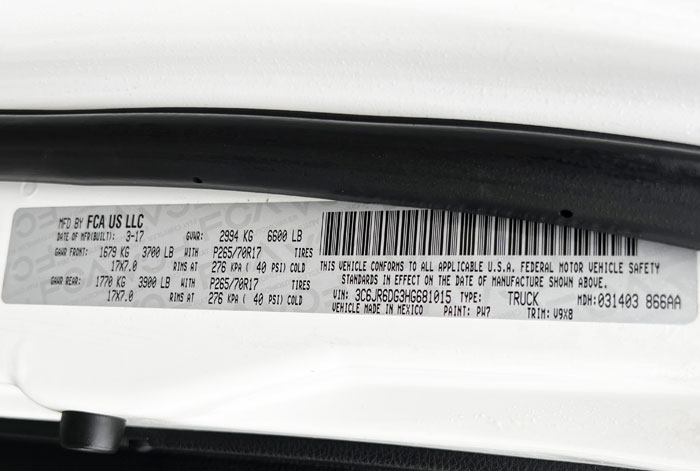 MFD BY FCA US LLC
DATE OF MFR(BUILT): 3-17 GVWR: 2994 KG 6600 LB
GAWR FRONT: 1679 KG 3700 LB WITH P265/70R17 TIRES
17X7.0 RIMS AT 276 KPA ( 40 PSI) COLD
GAWR REAR: 1770 KG 3900 LB WITH P265/70R17 TIRES
17X7.0 RIMS AT 276 KPA ( 40 PSI) COLD
THIS VEHICLE CONFORMS TO ALL APPLICABLE U.S.A. FEDERAL MOTOR VEHICLE SAFETY
STANDARDS IN EFFECT ON THE DATE OF MANUFACTURE SHOWN ABOVE.
VIN: 3C6JR6DG3HG681015 TYPE: TRUCK MDH: 031403 866AA
VEHICLE MADE IN MEXICO PAINT: PW7 TRIM: V9X8